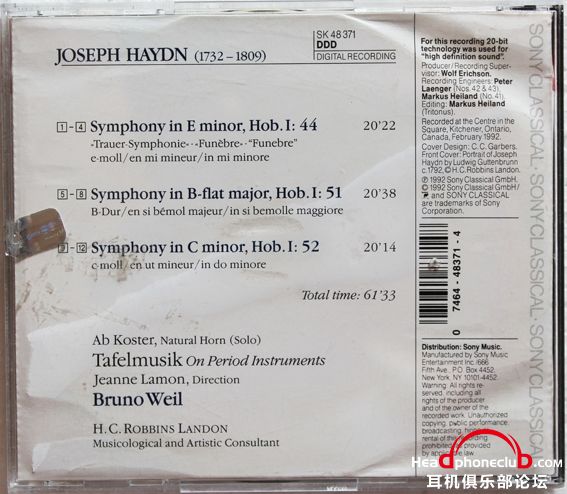 JOSEPH HAYDN (1732–1809)
SK 48 371
DDD
DIGITAL RECORDING
1 - 4 Symphony in E minor, Hob. I: 44 20'22
»Trauer-Symphonie« · «Funèbre» · “Funebre”
e-moll/en mi mineur/in mi minore
5 - 8 Symphony in B-flat major, Hob. I: 51 20'38
B-Dur/en si bémol majeur/in si bemolle maggiore
9 - 12 Symphony in C minor, Hob. I: 52 20'14
c-moll/en ut mineur/in do minore
Total time: 61'33
Ab Koster, Natural Horn (Solo)
Tafelmusik On Period Instruments
Jeanne Lamon, Direction
Bruno Weil
H. C. ROBBINS LANDON
Musicological and Artistic Consultant
For this recording 20-bit
technology was used for
"high definition sound".
Producer/Recording Super-
visor: Wolf Erichson.
Recording Engineers: Peter
Laenger (Nos. 42 & 43),
Markus Heiland (No. 41).
Editing: Markus Heiland
(Tritonus).
Recorded at the Centre in the
Square, Kitchener, Ontario,
Canada, February 1992.
Cover Design: C.C. Garbers.
Front Cover: Portrait of Joseph
Haydn by Ludwig Guttenbrunn
c.1792, © H.C. Robbins Landon.
℗ 1992 Sony Classical GmbH/
© 1992 Sony Classical GmbH/
and SONY CLASSICAL
are trademarks of Sony
Corporation.
0 7464-48371-4
Distribution: Sony Music.
Manufactured by Sony Music
Entertainment Inc./666
Fifth Ave., P.O. Box 4452,
New York, NY 10101-4452
Warning: All rights re-
served, including all
rights of the producer
and of the owner of the
recorded work. Unauthorized
copying, public performance,
broadcasting, hiring or
rental of this recording
prohibited as provided
by applicable law.
SONYCLASSICAL · SONYCLASSICAL · SONYCLASSICAL · SONYCLASSICAL
Headphoneclub.com
耳机俱乐部论坛